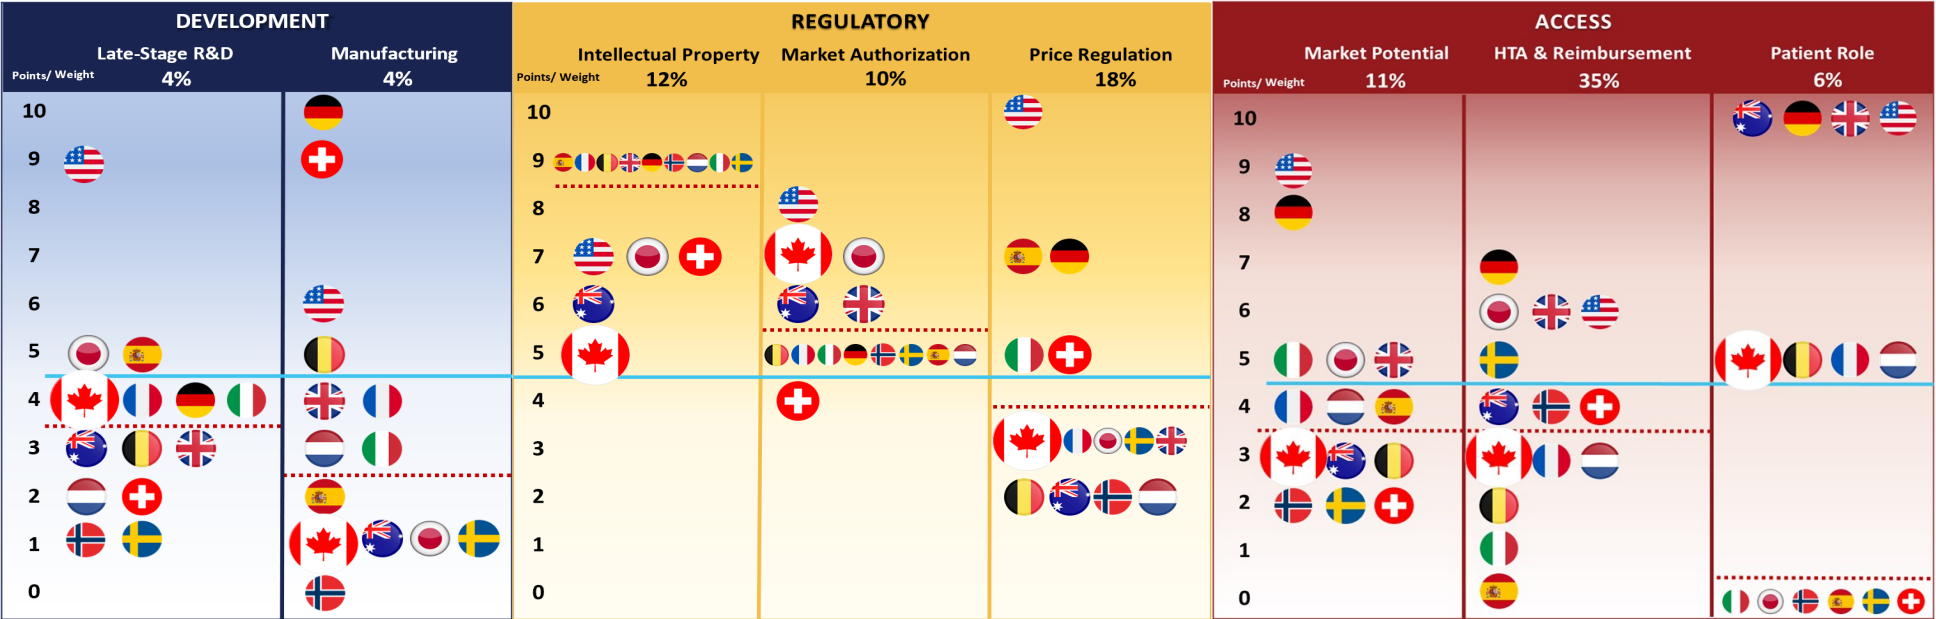 DEVELOPMENT
Late-Stage R&D
Manufacturing
Points/ Weight
4%
4%
10
9
8
7
6
5
4
3
2
1
0
REGULATORY
Intellectual Property
Market Authorization
Price Regulation
Points/ Weight
12%
10%
18%
10
9
8
7
6
5
4
3
2
1
0
ACCESS
Market Potential
HTA & Reimbursement
Patient Role
Points/ Weight
11%
35%
6%
10
9
8
7
6
5
4
3
2
1
0